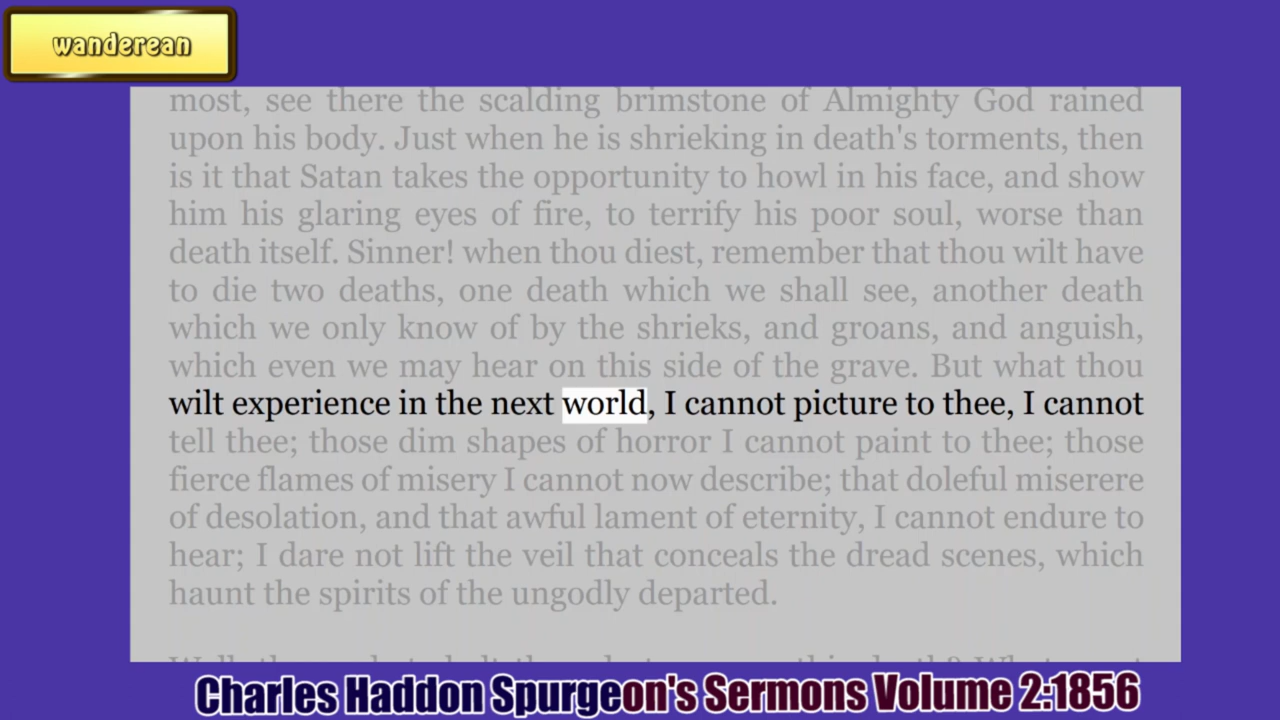 wanderean
most, see there the scalding brimstone of Almighty God rained
upon his body. Just when he is shrieking in death's torments, then
is it that Satan takes the opportunity to howl in his face, and show
him his glaring eyes of fire, to terrify his poor soul, worse than
death itself. Sinner! when thou diest, remember that thou wilt have
to die two deaths, one death which we shall see, another death
which we only know of by the shrieks, and groans, and anguish,
which even we may hear on this side of the grave. But what thou
wilt experience in the next world, I cannot picture to thee, I cannot
tell thee; those dim shapes of horror I cannot paint to thee; those
fierce flames of misery I cannot now describe; that doleful miserere
of desolation, and that awful lament of eternity, I cannot endure to
hear; I dare not lift the veil that conceals the dread scenes, which
haunt the spirits of the ungodly departed.
Charles Haddon Spurgeon's Sermons Volume 2:1856